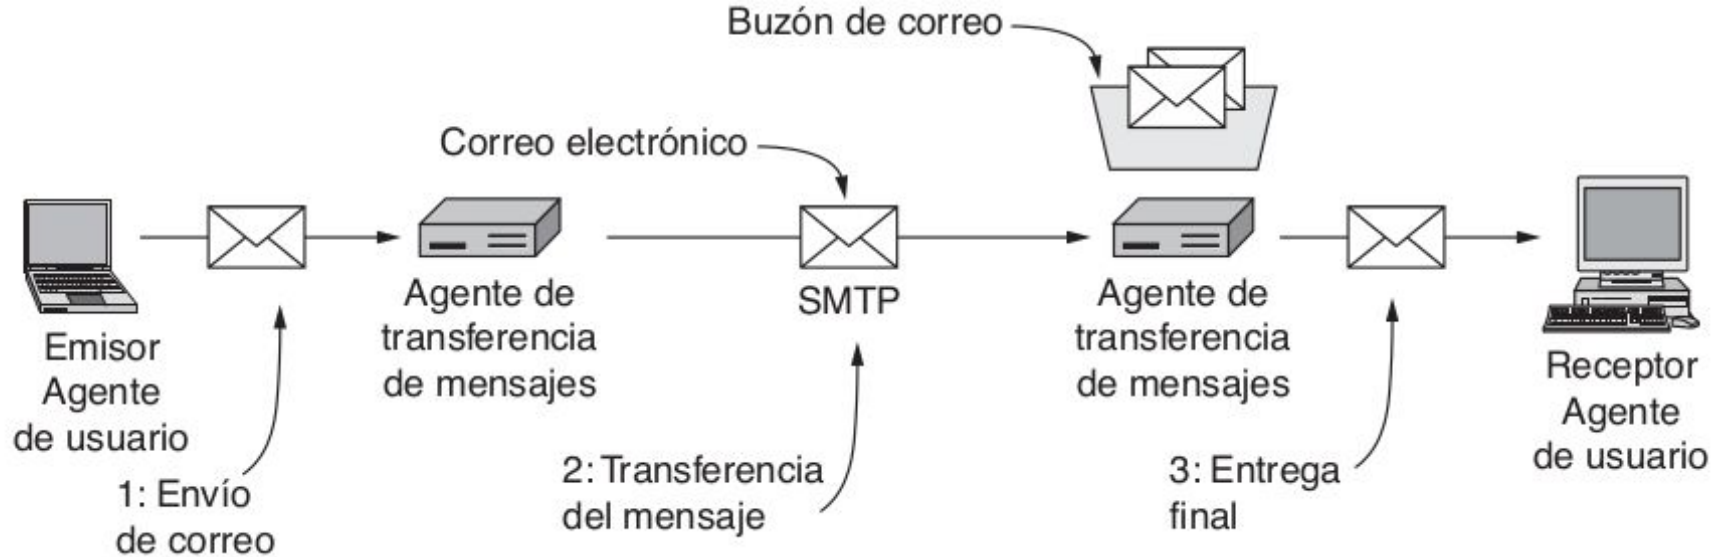 Buzón de correo
Correo electrónico
Emisor
Agente
de usuario
Agente de
transferencia
de mensajes
SMTP
Agente de
transferencia
de mensajes
Receptor
Agente
de usuario
1: Envío
de correo
2: Transferencia
del mensaje
3: Entrega
final